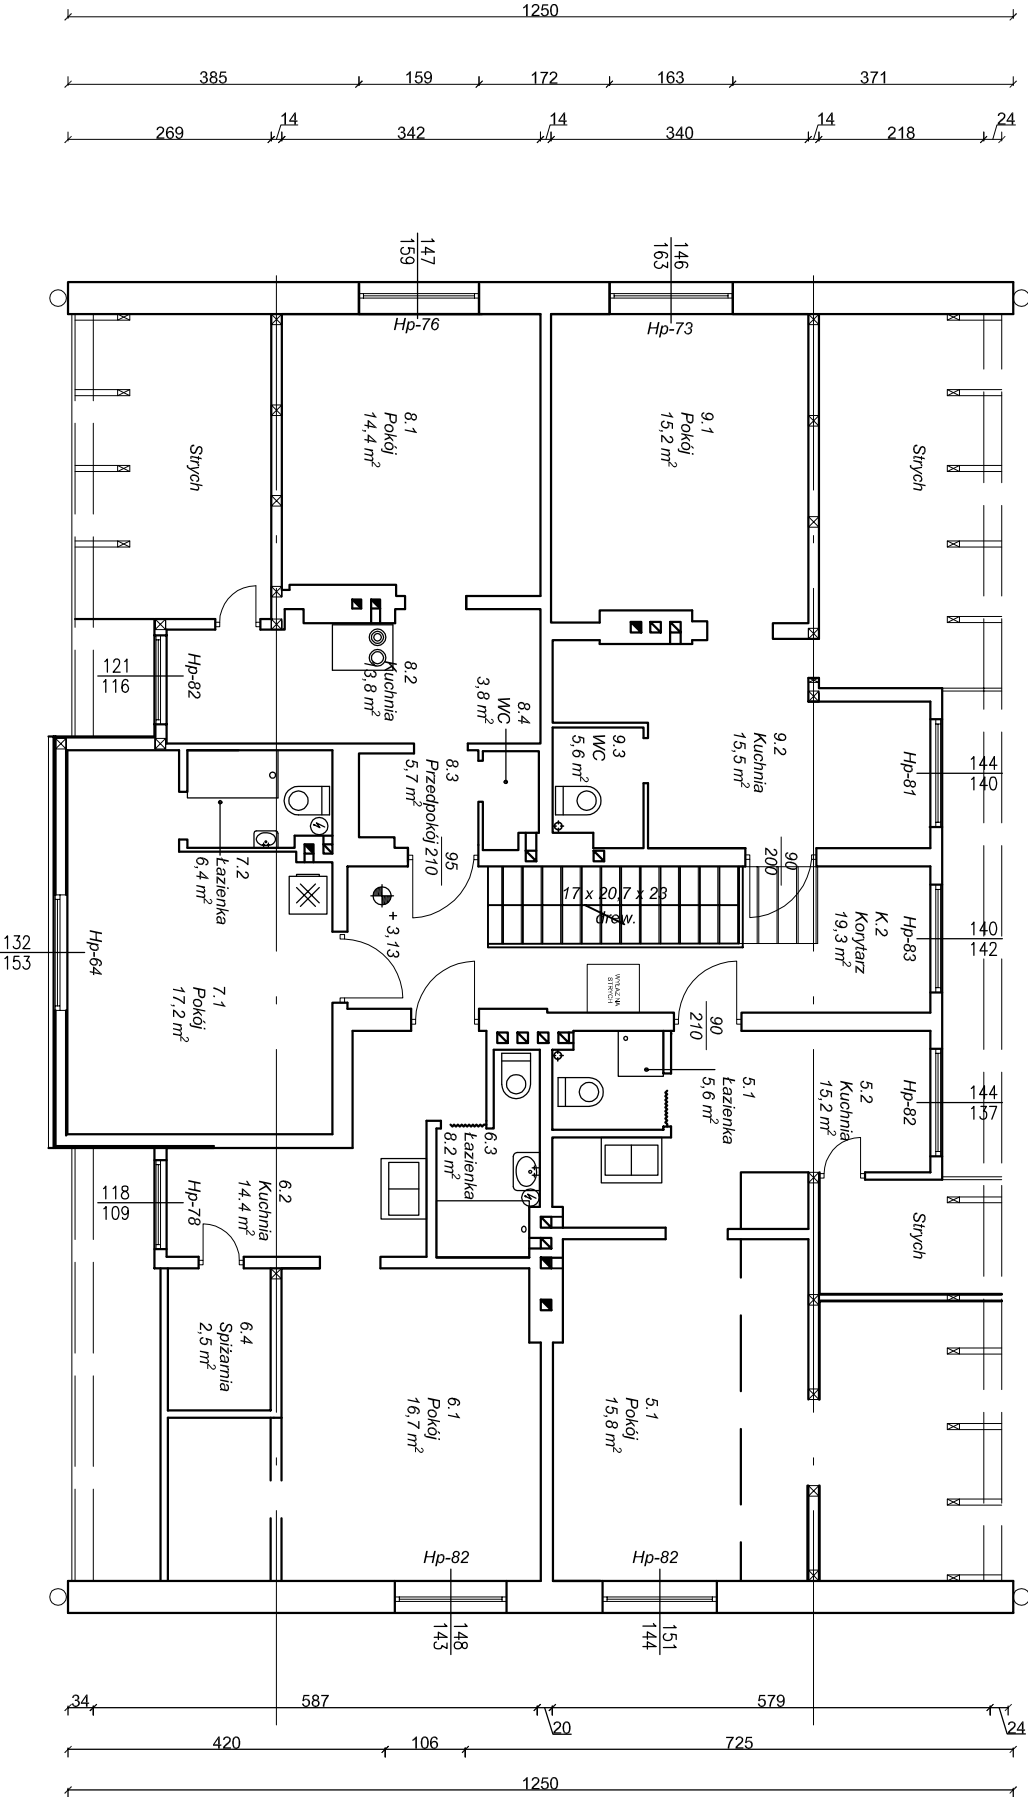 1250
385 159 172 163 371
269 14 342 14 340 14 218 24
147
159
146
163
Hp-76
Hp-73
8.1
Pokój
14,4 m²
9.1
Pokój
15,2 m²
Strych
Strych
121
116
Hp-82
8.2
Kuchnia
13,8 m²
8.4
WC
3,8 m²
9.3
WC
5,6 m²
9.2
Kuchnia
15,5 m²
Hp-81
144
140
8.3
Przedpokój
5,7 m²
95
210
90
200
7.2
Łazienka
6,4 m²
+ 3,13
17 x 20,7 x 23
drew.
K.2
Korytarz
19,3 m²
Hp-83
140
142
132
153
Hp-64
7.1
Pokój
17,2 m²
WYŁAZ NA
STRYCH
90
210
5.1
Łazienka
5,6 m²
5.2
Kuchnia
15,2 m²
Hp-82
144
137
6.3
Łazienka
8.2 m²
118
109
Hp-78
6.2
Kuchnia
14.4 m²
Strych
6.4
Spiżarnia
2,5 m²
6.1
Pokój
16,7 m²
5.1
Pokój
15,8 m²
Hp-82
Hp-82
148
143
151
144
34 587 20 579 24
420 106 725
1250